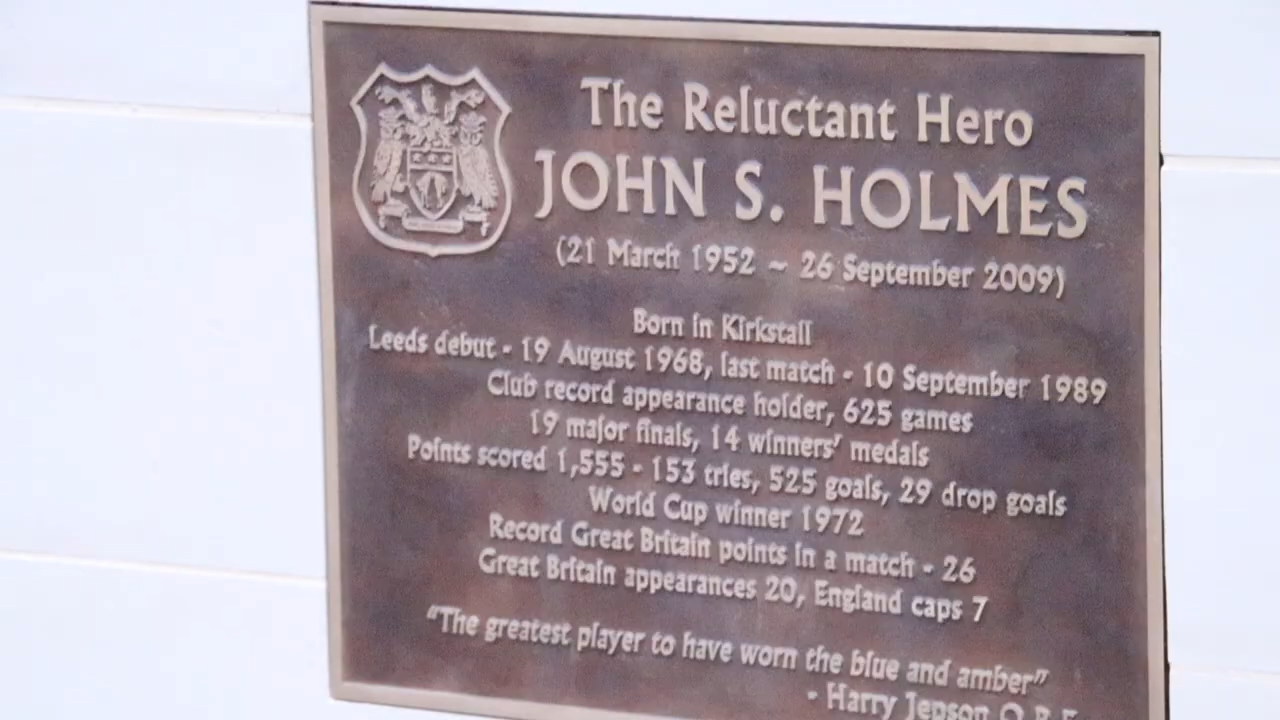 The Reluctant Hero
JOHN S. HOLMES
(21 March 1952 ~ 26 September 2009)
Born in Kirkstall
Leeds debut - 19 August 1968, last match - 10 September 1989
Club record appearance holder, 625 games
19 major finals, 14 winners' medals
Points scored 1,555 - 153 tries, 525 goals, 29 drop goals
World Cup winner 1972
Record Great Britain points in a match - 26
Great Britain appearances 20, England caps 7
"The greatest player to have worn the blue and amber"
- Harry Jepson O.B.E.